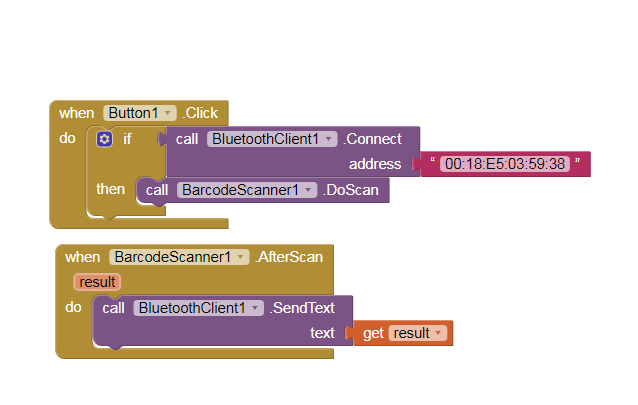 when Button1 .Click
do if call BluetoothClient1 .Connect
address " 00:18:E5:03:59:38 "
then call BarcodeScanner1 .DoScan
when BarcodeScanner1 .AfterScan
result
do call BluetoothClient1 .SendText
text get result